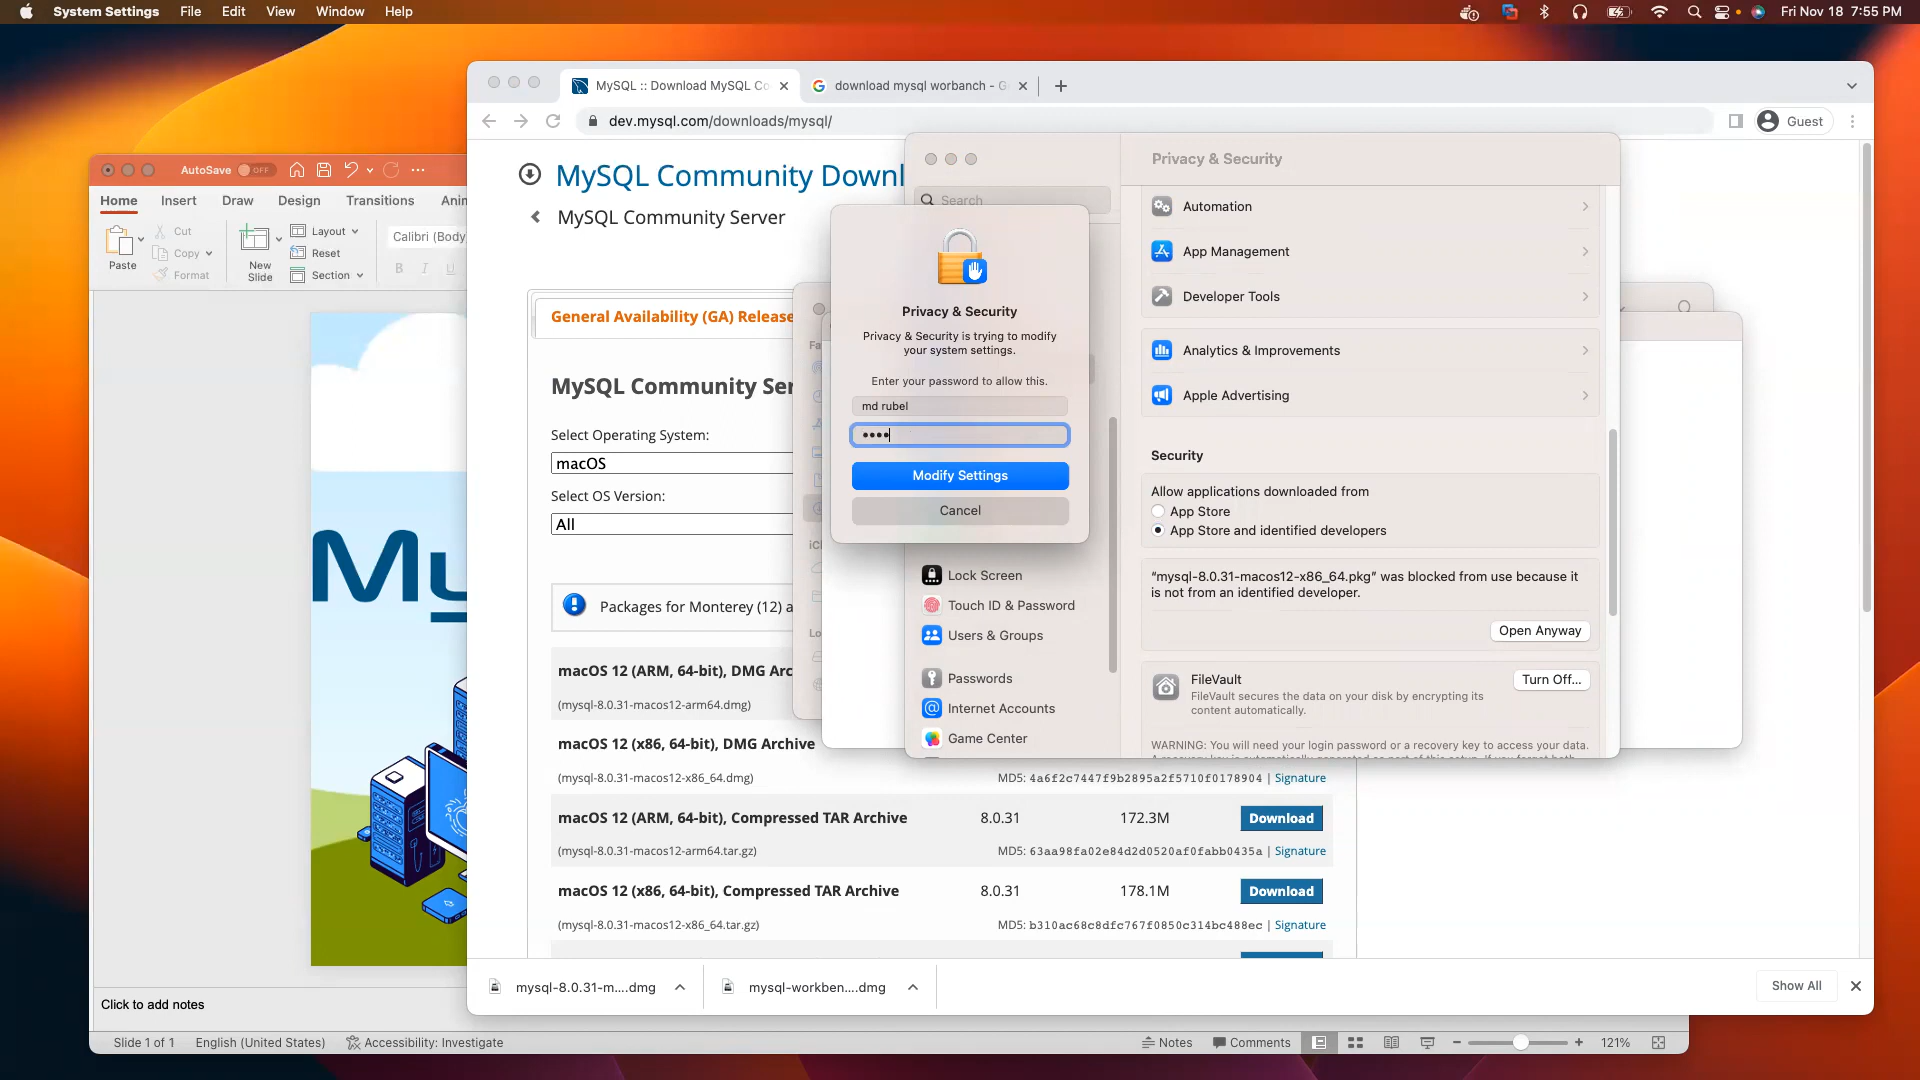 System Settings File Edit View Window Help
Fri Nov 18 7:55 PM
MySQL :: Download MySQL Co
download mysql worbanch - G
dev.mysql.com/downloads/mysql/
Guest
AutoSave OFF
Home Insert Draw Design Transitions Anim
Paste
Cut
Copy
Format
New
Slide
Layout
Reset
Section
Calibri (Body)
B I U
MySQL Community Downl
MySQL Community Server
General Availability (GA) Release
MySQL Community Ser
Select Operating System:
macOS
Select OS Version:
All
Packages for Monterey (12) a
macOS 12 (ARM, 64-bit), DMG Arc
(mysql-8.0.31-macos12-arm64.dmg)
macOS 12 (x86, 64-bit), DMG Archive
(mysql-8.0.31-macos12-x86_64.dmg)
MD5: 4a6f2c7447f9b2895a2f5710f0178904 | Signature
macOS 12 (ARM, 64-bit), Compressed TAR Archive
8.0.31
172.3M
Download
(mysql-8.0.31-macos12-arm64.tar.gz)
MD5: 63aa98fa02e84d2d0520af0fabb0435a | Signature
macOS 12 (x86, 64-bit), Compressed TAR Archive
8.0.31
178.1M
Download
(mysql-8.0.31-macos12-x86_64.tar.gz)
MD5: b310ac68c8dfc767f0850c314bc488ec | Signature
Privacy & Security
Privacy & Security is trying to modify
your system settings.
Enter your password to allow this.
md rubel
••••
Modify Settings
Cancel
Search
Lock Screen
Touch ID & Password
Users & Groups
Passwords
Internet Accounts
Game Center
Privacy & Security
Automation
App Management
Developer Tools
Analytics & Improvements
Apple Advertising
Security
Allow applications downloaded from
App Store
App Store and identified developers
“mysql-8.0.31-macos12-x86_64.pkg” was blocked from use because it
is not from an identified developer.
Open Anyway
FileVault
Turn Off...
FileVault secures the data on your disk by encrypting its
content automatically.
WARNING: You will need your login password or a recovery key to access your data.
Fa
iCl
Lo
My
mysql-8.0.31-m....dmg
mysql-workben....dmg
Show All
Click to add notes
Slide 1 of 1
English (United States)
Accessibility: Investigate
Notes
Comments
121%